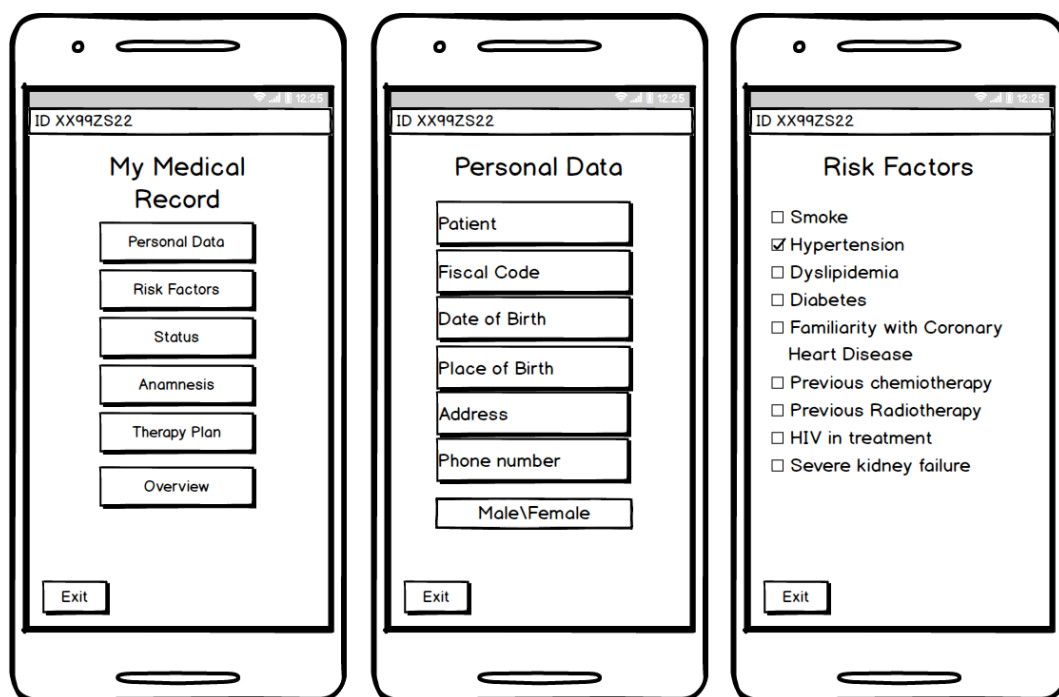 12:25
ID XX99ZS22
My Medical
Record
Personal Data
Risk Factors
Status
Anamnesis
Therapy Plan
Overview
Exit
12:25
ID XX99ZS22
Personal Data
Patient
Fiscal Code
Date of Birth
Place of Birth
Address
Phone number
Male\Female
Exit
12:25
ID XX99ZS22
Risk Factors
Smoke
Hypertension
Dyslipidemia
Diabetes
Familiarity with Coronary
Heart Disease
Previous chemiotherapy
Previous Radiotherapy
HIV in treatment
Severe kidney failure
Exit